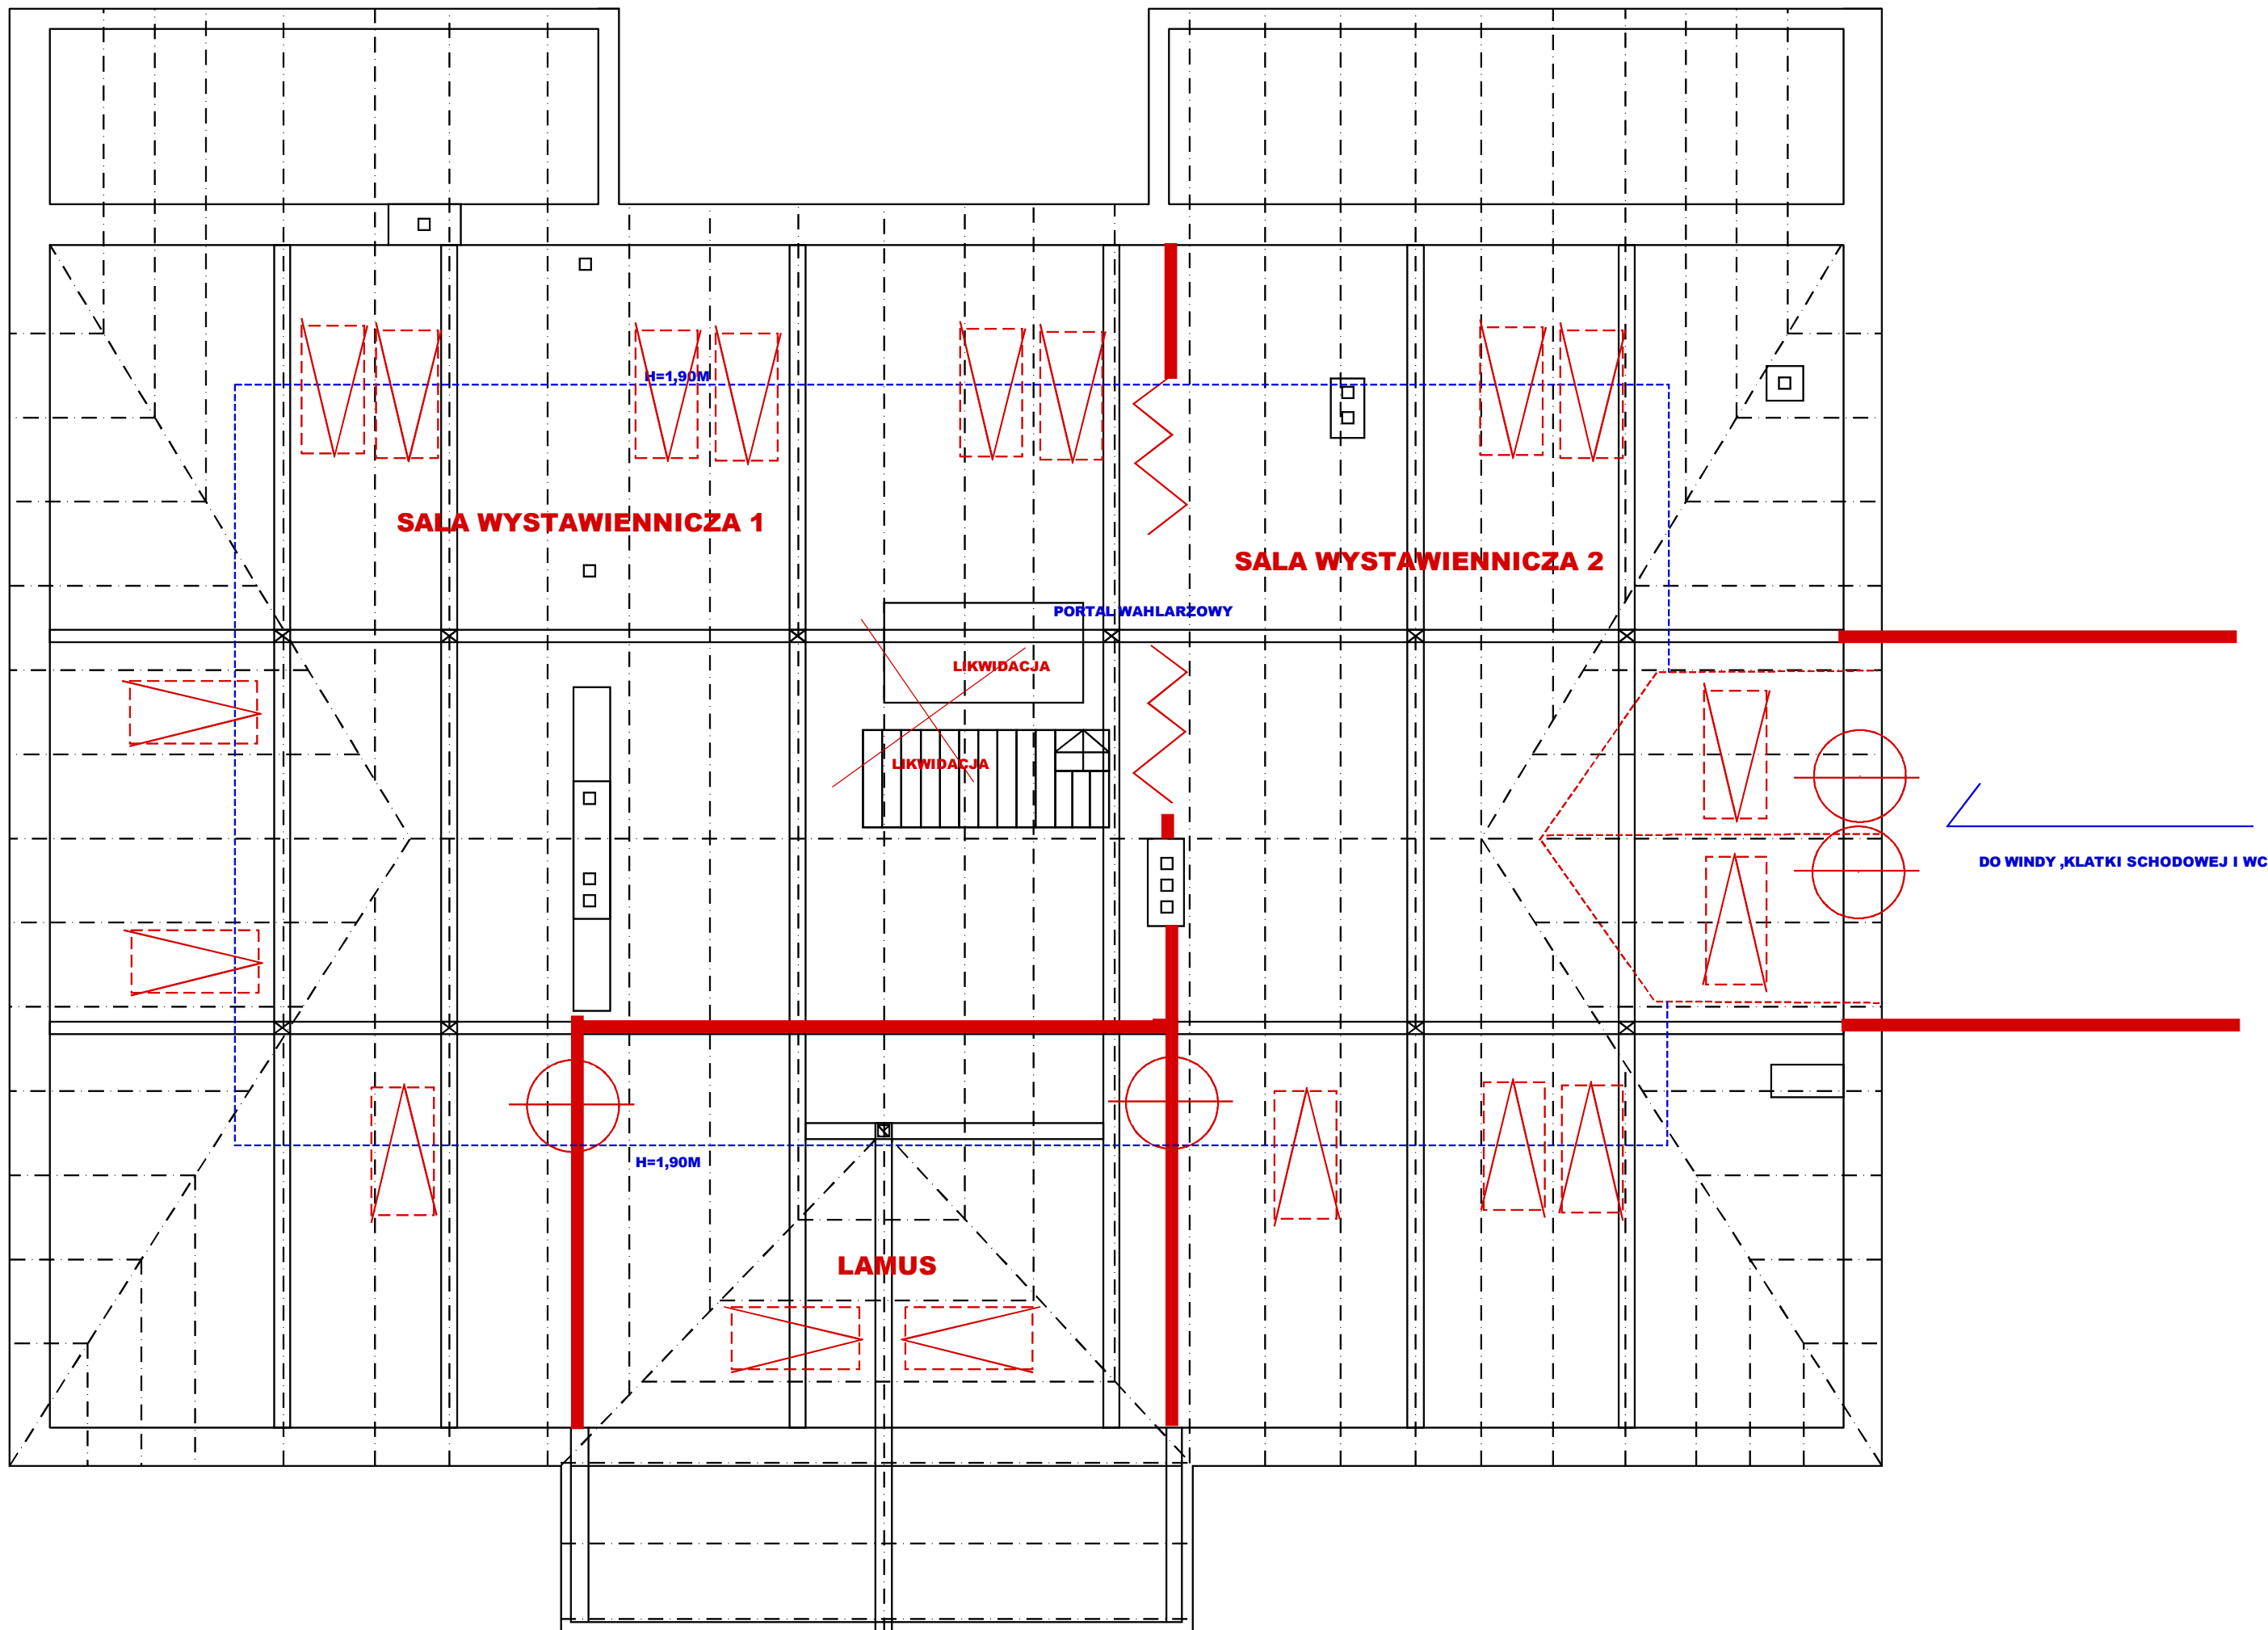 H=1,90M
SALA WYSTAWIENNICZA 1
SALA WYSTAWIENNICZA 2
PORTAL WAHLARZOWY
LIKWIDACJA
LIKWIDACJA
DO WINDY ,KLATKI SCHODOWEJ I WC
H=1,90M
LAMUS